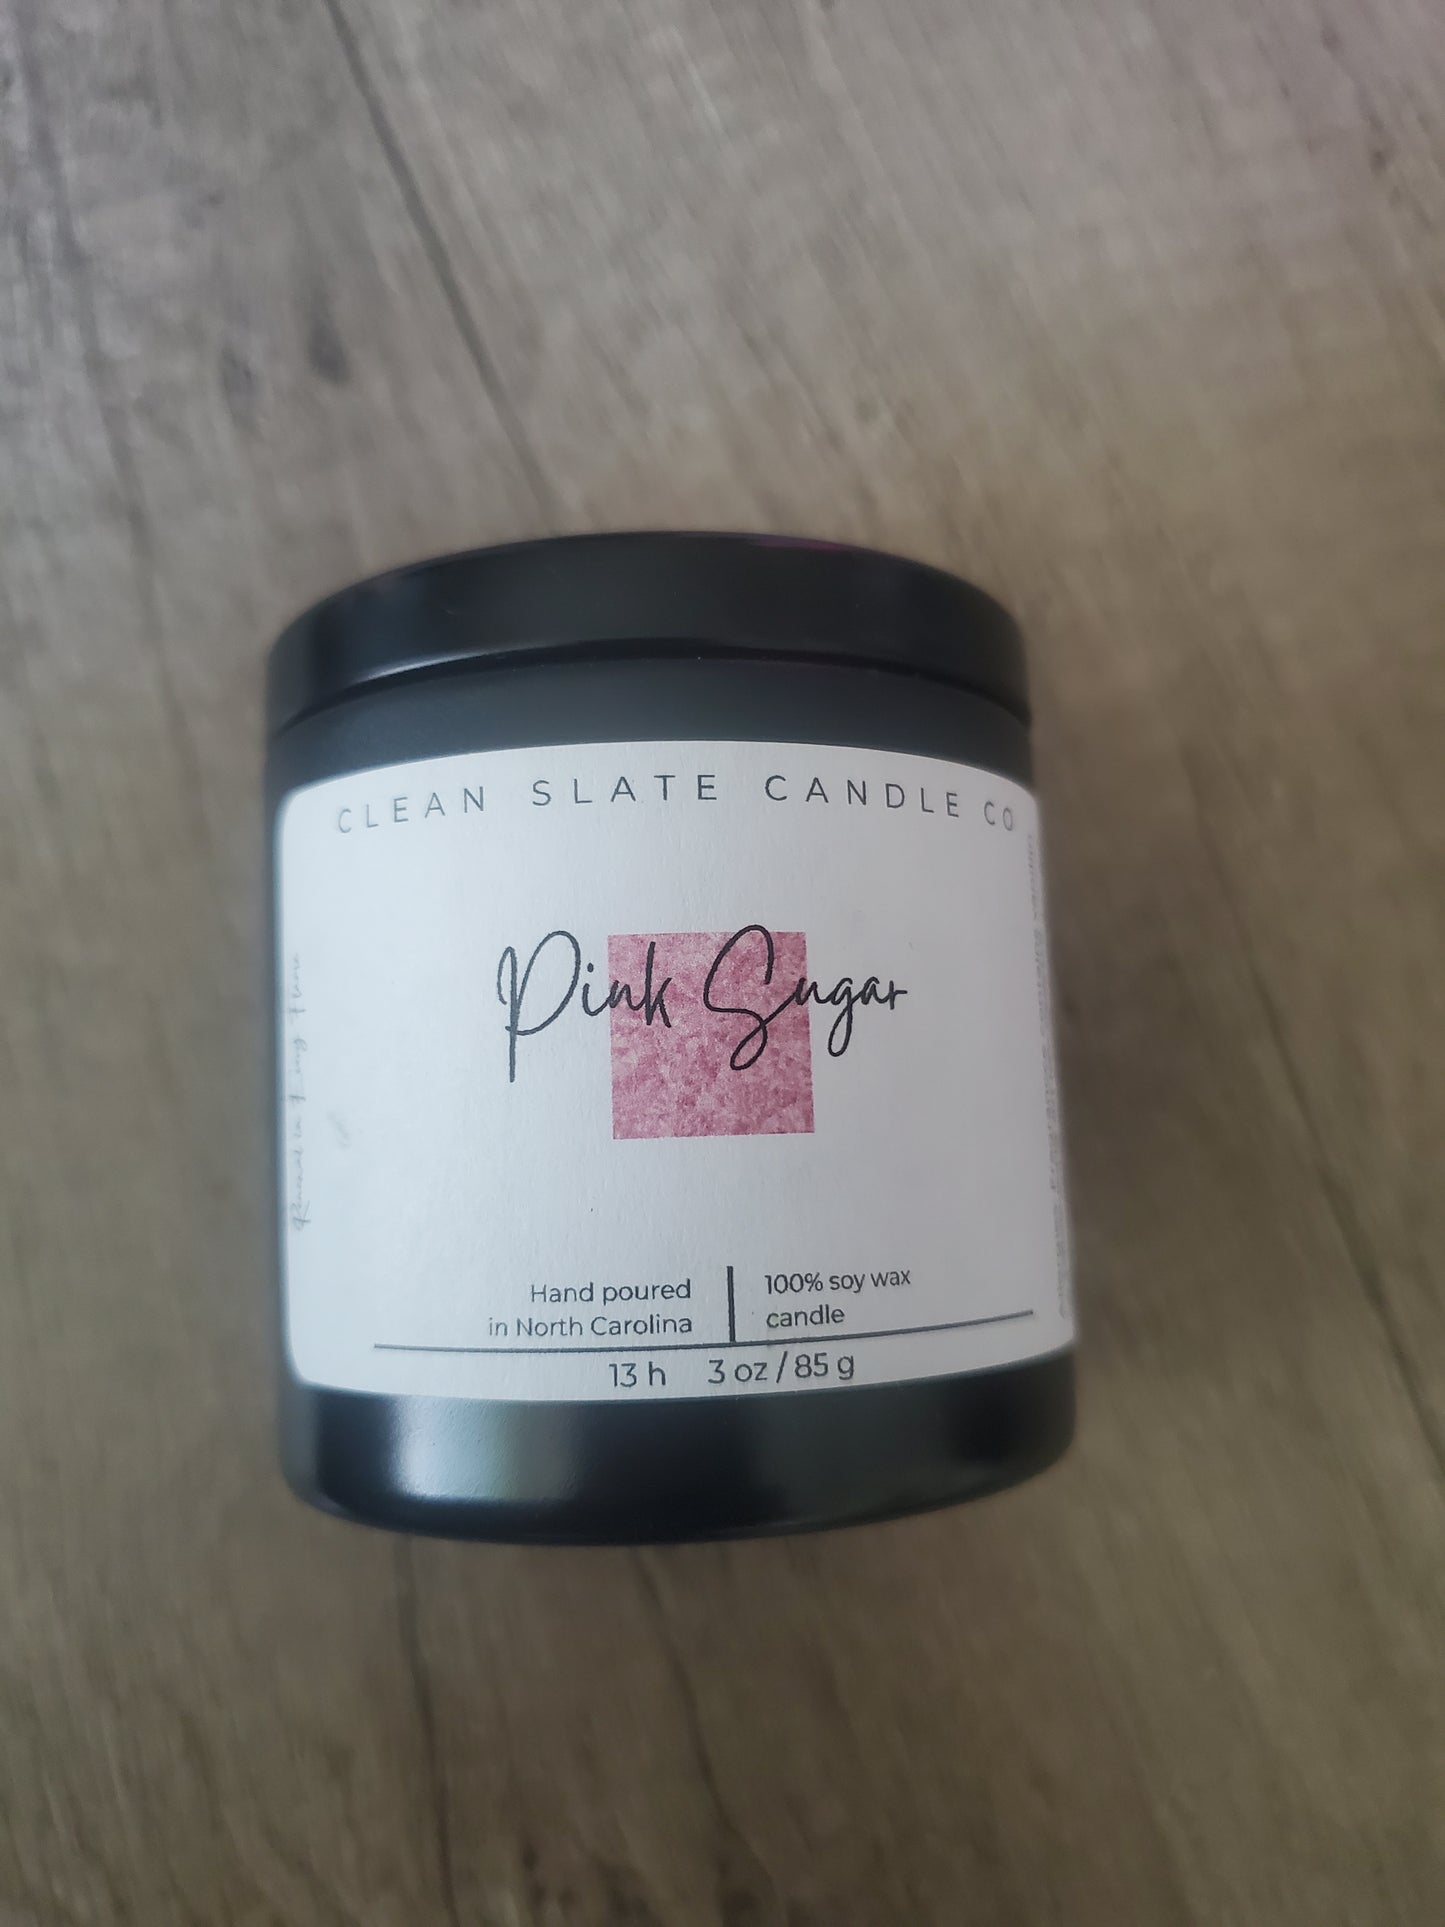 CLEAN SLATE CANDLE CO
Pink Sugar
Hand poured
in North Carolina
100% soy wax
candle
13 h 3 oz / 85 g